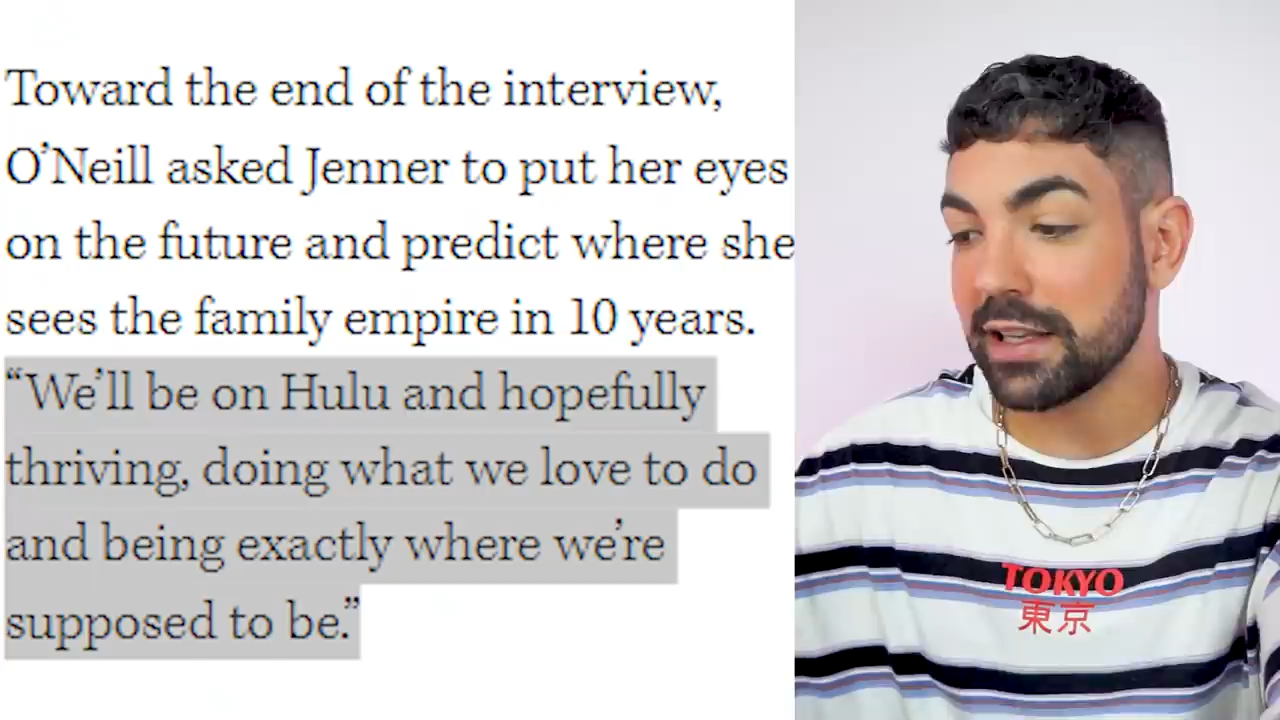 Toward the end of the interview,
O’Neill asked Jenner to put her eyes
on the future and predict where she
sees the family empire in 10 years.
“We’ll be on Hulu and hopefully
thriving, doing what we love to do
and being exactly where we’re
supposed to be.”
TOKYO
東京